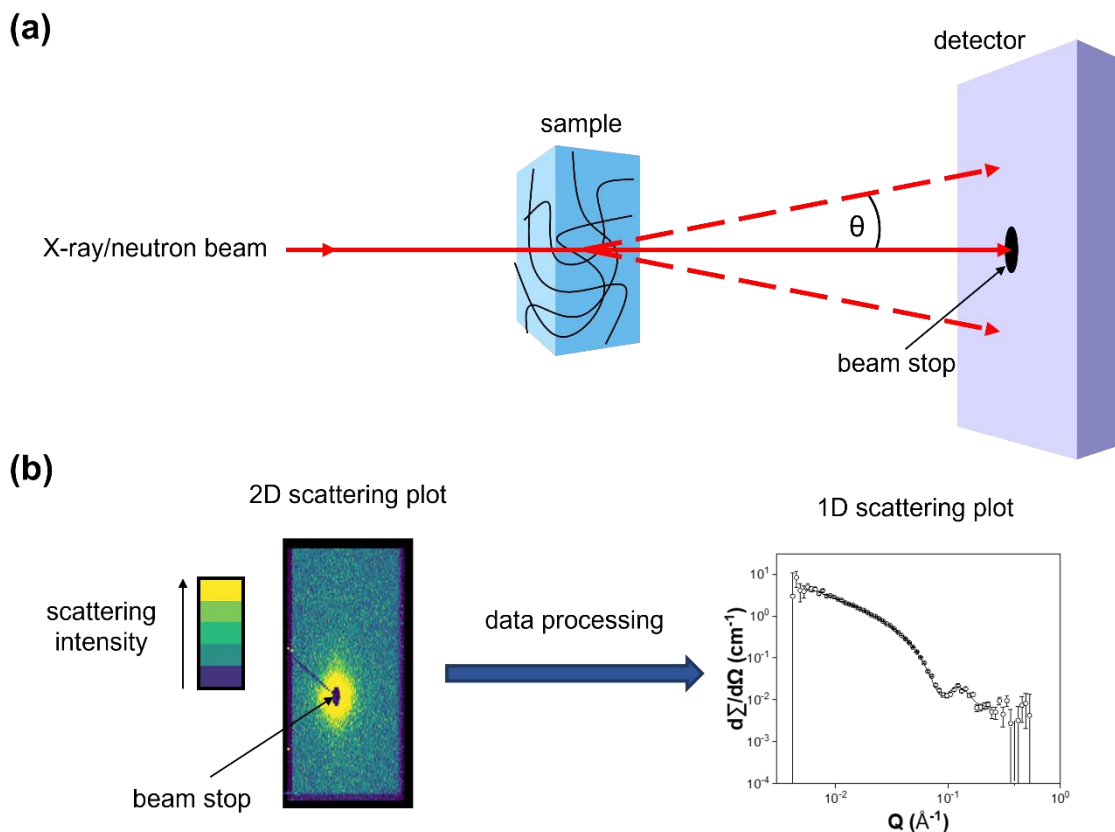 (a)
detector
sample
X-ray/neutron beam
θ
beam stop
(b)
2D scattering plot
1D scattering plot
scattering
intensity
data processing
beam stop
dΣ/dΩ (cm⁻¹)
10¹
10⁰
10⁻¹
10⁻²
10⁻³
10⁻⁴
10⁻²
10⁻¹
10⁰
Q (Å⁻¹)